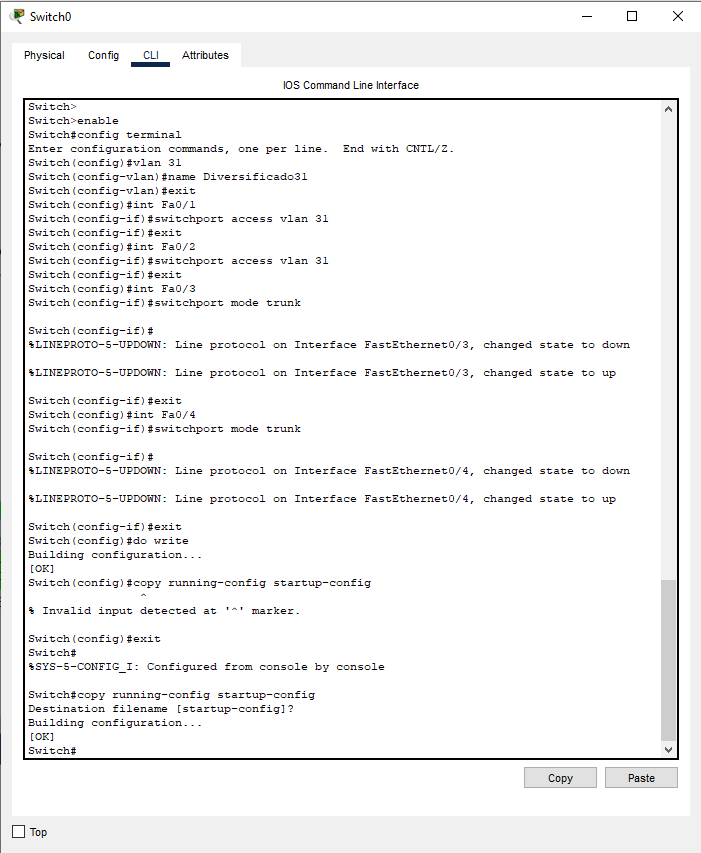 Switch0
Physical Config CLI Attributes
IOS Command Line Interface
Switch>
Switch>enable
Switch#config terminal
Enter configuration commands, one per line.  End with CNTL/Z.
Switch(config)#vlan 31
Switch(config-vlan)#name Diversificado31
Switch(config-vlan)#exit
Switch(config)#int Fa0/1
Switch(config-if)#switchport access vlan 31
Switch(config-if)#exit
Switch(config)#int Fa0/2
Switch(config-if)#switchport access vlan 31
Switch(config-if)#exit
Switch(config)#int Fa0/3
Switch(config-if)#switchport mode trunk
Switch(config-if)#
%LINEPROTO-5-UPDOWN: Line protocol on Interface FastEthernet0/3, changed state to down
%LINEPROTO-5-UPDOWN: Line protocol on Interface FastEthernet0/3, changed state to up
Switch(config-if)#exit
Switch(config)#int Fa0/4
Switch(config-if)#switchport mode trunk
Switch(config-if)#
%LINEPROTO-5-UPDOWN: Line protocol on Interface FastEthernet0/4, changed state to down
%LINEPROTO-5-UPDOWN: Line protocol on Interface FastEthernet0/4, changed state to up
Switch(config-if)#exit
Switch(config)#do write
Building configuration...
[OK]
Switch(config)#copy running-config startup-config
^
% Invalid input detected at '^' marker.
Switch(config)#exit
Switch#
%SYS-5-CONFIG_I: Configured from console by console
Switch#copy running-config startup-config
Destination filename [startup-config]?
Building configuration...
[OK]
Switch#
Copy Paste
Top